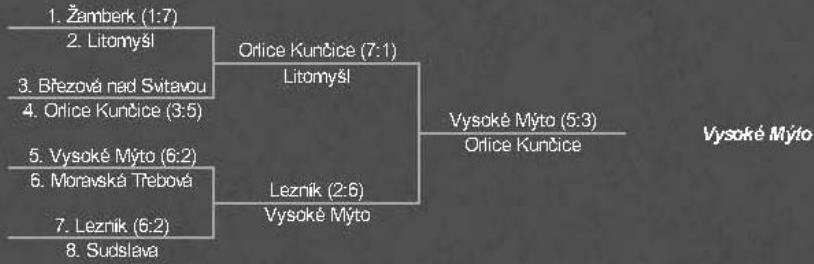 1. Žamberk (1:7)
2. Litomyšl
3. Březová nad Svitavou
4. Orlice Kunčice (3:5)
5. Vysoké Mýto (6:2)
6. Moravská Třebová
7. Lezník (6:2)
8. Sudslava
Orlice Kunčice (7:1)
Litomyšl
Lezník (2:6)
Vysoké Mýto
Vysoké Mýto (5:3)
Orlice Kunčice
Vysoké Mýto